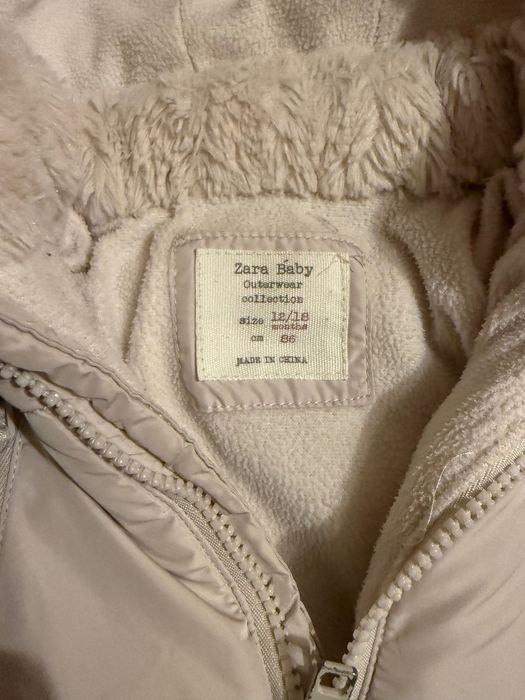 Zara Baby
Outerwear
collection
size 12/18
months
cm 86
MADE IN CHINA